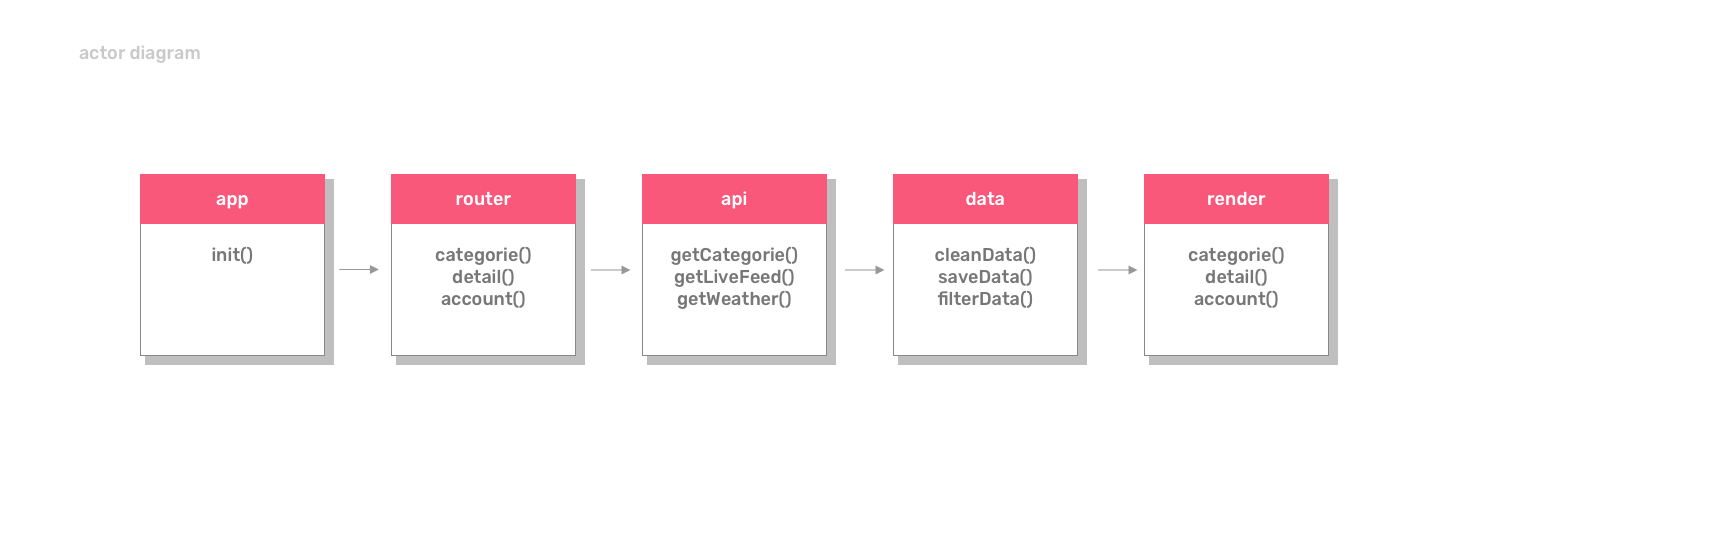 actor diagram
app
init()
router
categorie()
detail()
account()
api
getCategorie()
getLiveFeed()
getWeather()
data
cleanData()
saveData()
filterData()
render
categorie()
detail()
account()